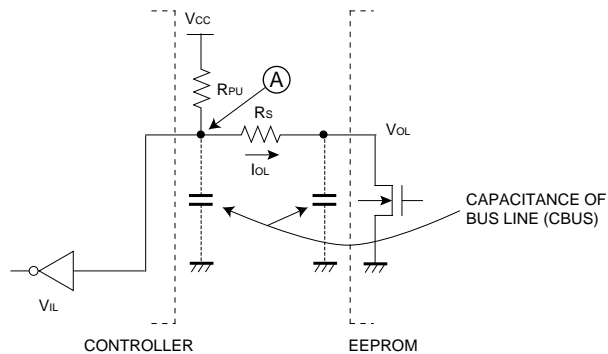 VCC
RPU
A
RS
VOL
IOL
CAPACITANCE OF
BUS LINE (CBUS)
VIL
CONTROLLER
EEPROM